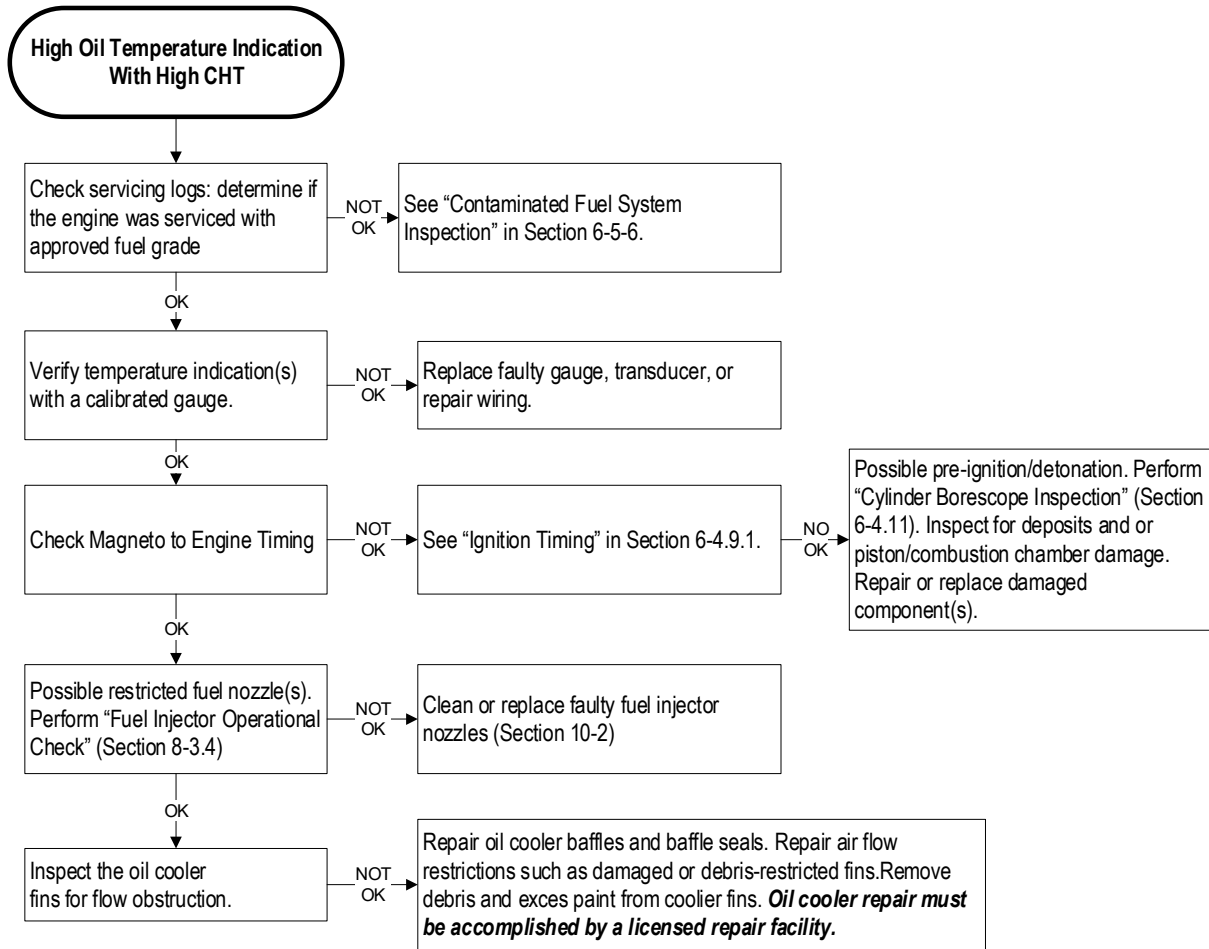 High Oil Temperature Indication
With High CHT
Check servicing logs: determine if
the engine was serviced with
approved fuel grade
NOT
OK
See “Contaminated Fuel System
Inspection” in Section 6-5-6.
OK
Verify temperature indication(s)
with a calibrated gauge.
NOT
OK
Replace faulty gauge, transducer, or
repair wiring.
OK
Check Magneto to Engine Timing
NOT
OK
See “Ignition Timing” in Section 6-4.9.1.
NO
OK
Possible pre-ignition/detonation. Perform
“Cylinder Borescope Inspection” (Section
6-4.11). Inspect for deposits and or
piston/combustion chamber damage.
Repair or replace damaged
component(s).
OK
Possible restricted fuel nozzle(s).
Perform “Fuel Injector Operational
Check” (Section 8-3.4)
NOT
OK
Clean or replace faulty fuel injector
nozzles (Section 10-2)
OK
Inspect the oil cooler
fins for flow obstruction.
NOT
OK
Repair oil cooler baffles and baffle seals. Repair air flow
restrictions such as damaged or debris-restricted fins.Remove
debris and exces paint from coolier fins. Oil cooler repair must
be accomplished by a licensed repair facility.